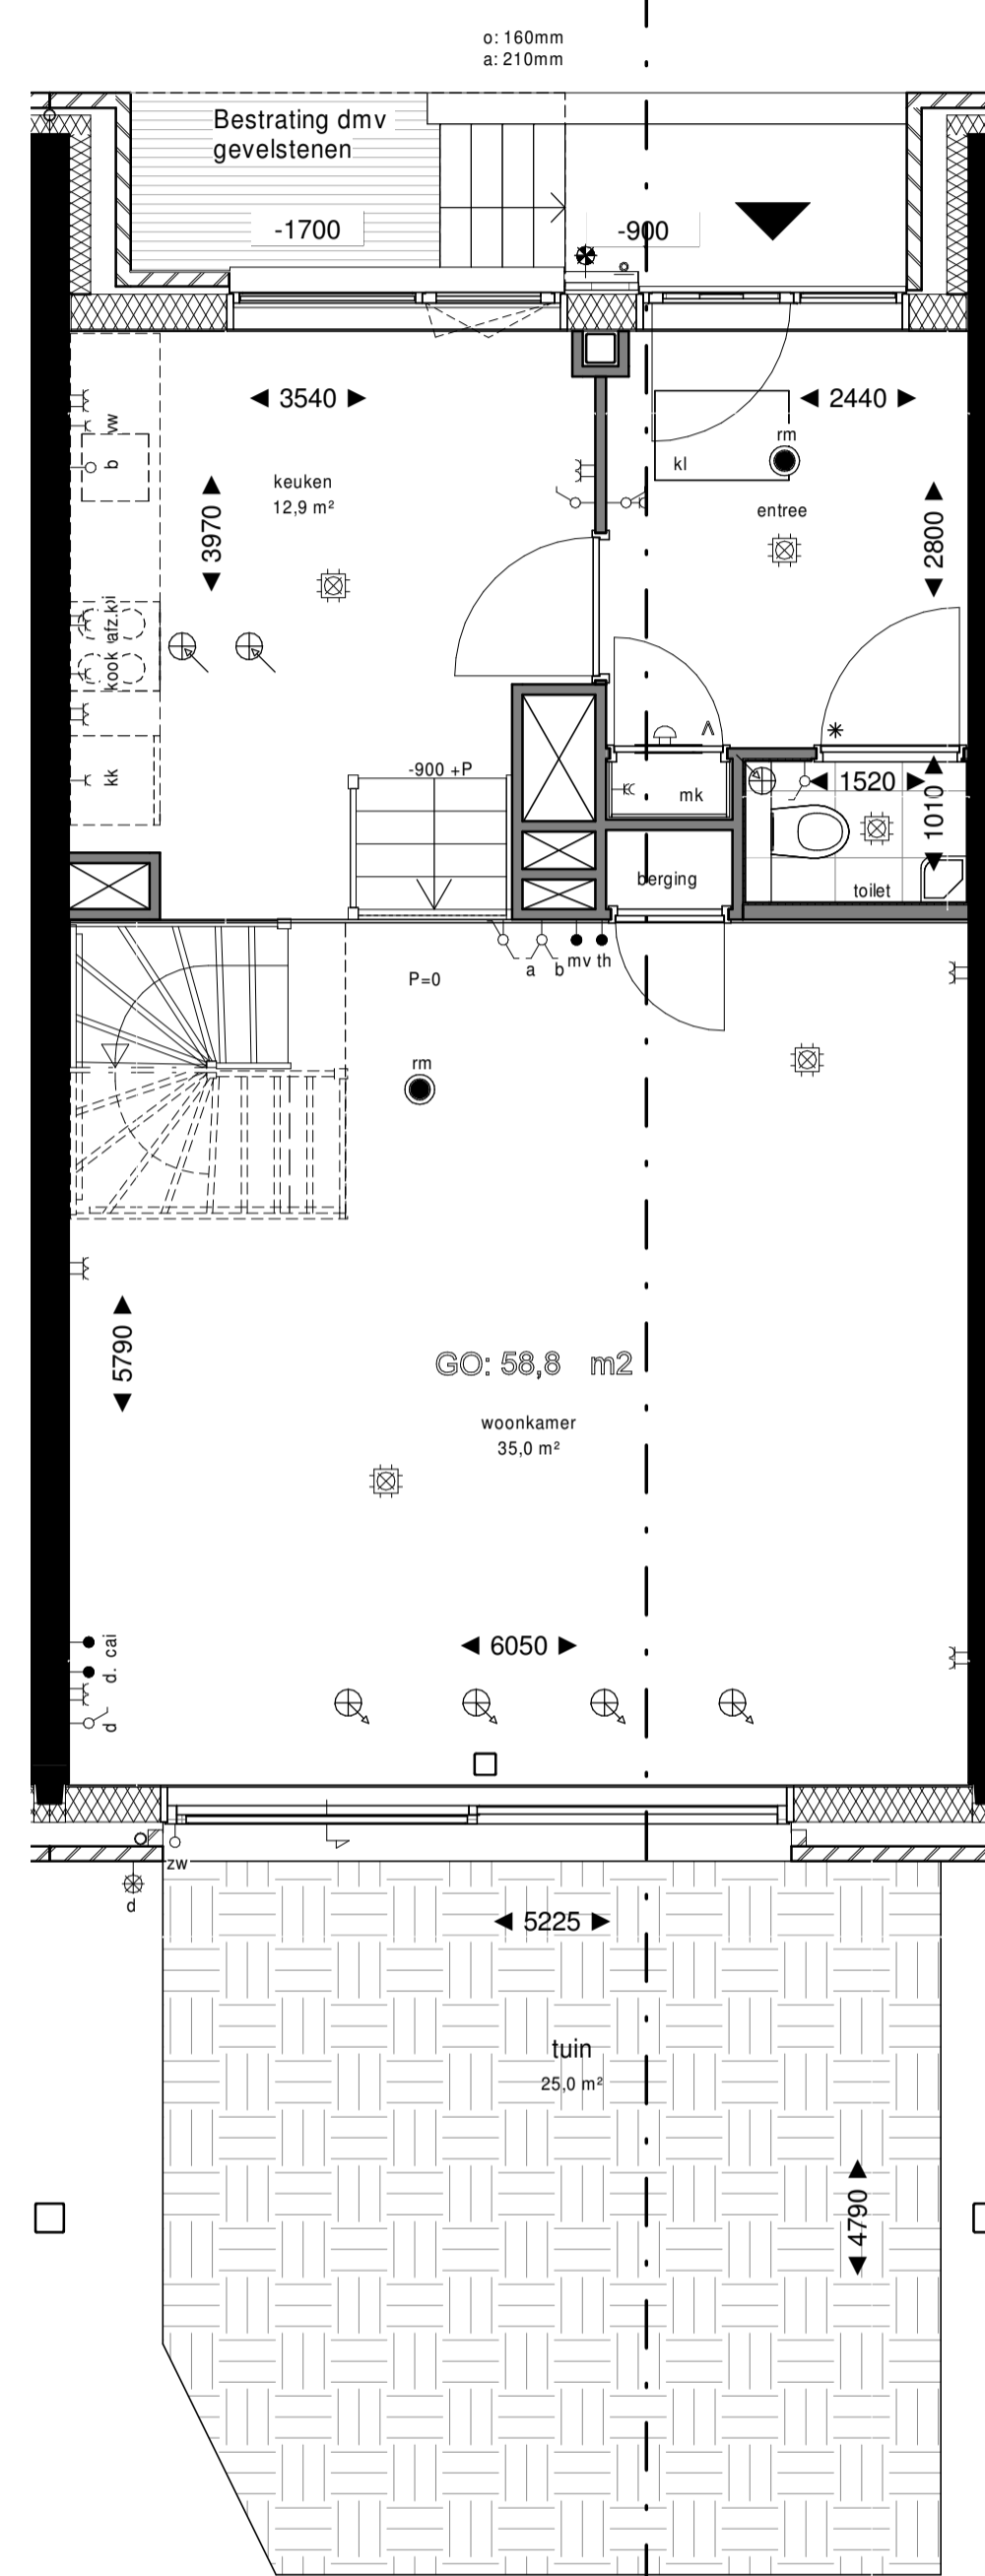 o: 160mm
a: 210mm
Bestrating dmv
gevelstenen
-1700
-900
3540
2440
rm
kl
vw
b
keuken
12,9 m²
entree
3970
2800
afz.k
kook
kk
-900 +P
1520
1010
mk
berging
toilet
a
b
mv
th
P=0
rm
5790
GO: 58,8 m2
woonkamer
35,0 m²
6050
cai
d.
d
zw
d
5225
tuin
25,0 m²
4790